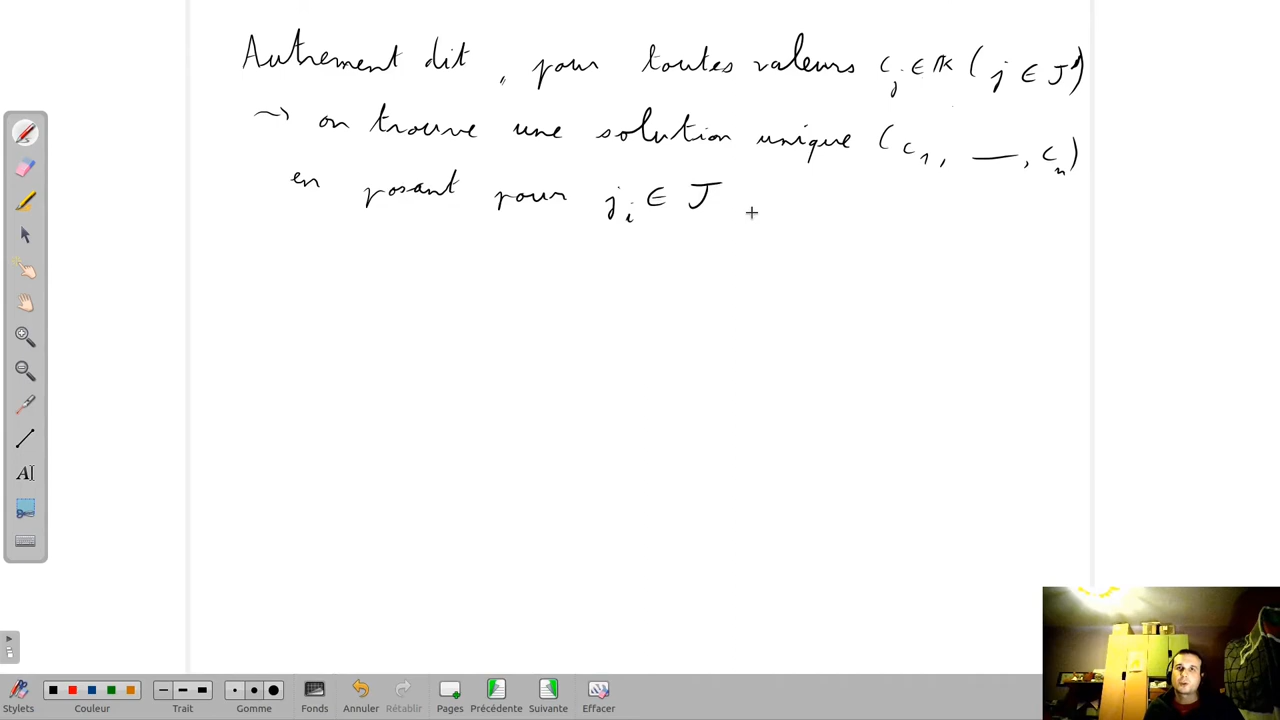 Autrement dit, pour toutes valeurs c_j ∈ K (j ∈ J')
⇝ on trouve une solution unique (c_1, —, c_n)
en posant pour j_i ∈ J
Stylets
Couleur
Trait
Gomme
Fonds
Annuler
Rétablir
Pages
Précédente
Suivante
Effacer